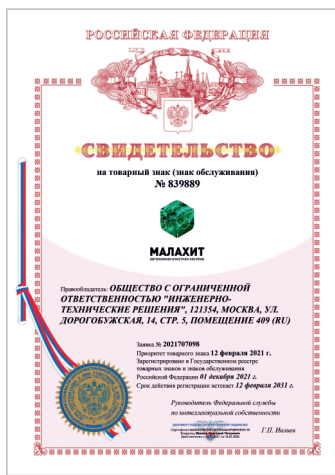 РОССИЙСКАЯ ФЕДЕРАЦИЯ
СВИДЕТЕЛЬСТВО
на товарный знак (знак обслуживания)
№ 839889
МАЛАХИТ
АВТОНОМНАЯ ОЧИСТНАЯ СИСТЕМА
Правообладатель: ОБЩЕСТВО С ОГРАНИЧЕННОЙ
ОТВЕТСТВЕННОСТЬЮ "ИНЖЕНЕРНО-
ТЕХНИЧЕСКИЕ РЕШЕНИЯ", 121354, МОСКВА, УЛ.
ДОРОГОБУЖСКАЯ, 14, СТР. 5, ПОМЕЩЕНИЕ 409 (RU)
Заявка № 2021707098
Приоритет товарного знака 12 февраля 2021 г.
Зарегистрировано в Государственном реестре
товарных знаков и знаков обслуживания
Российской Федерации 01 декабря 2021 г.
Срок действия регистрации истекает 12 февраля 2031 г.
Руководитель Федеральной службы
по интеллектуальной собственности
Г.П. Ивлиев